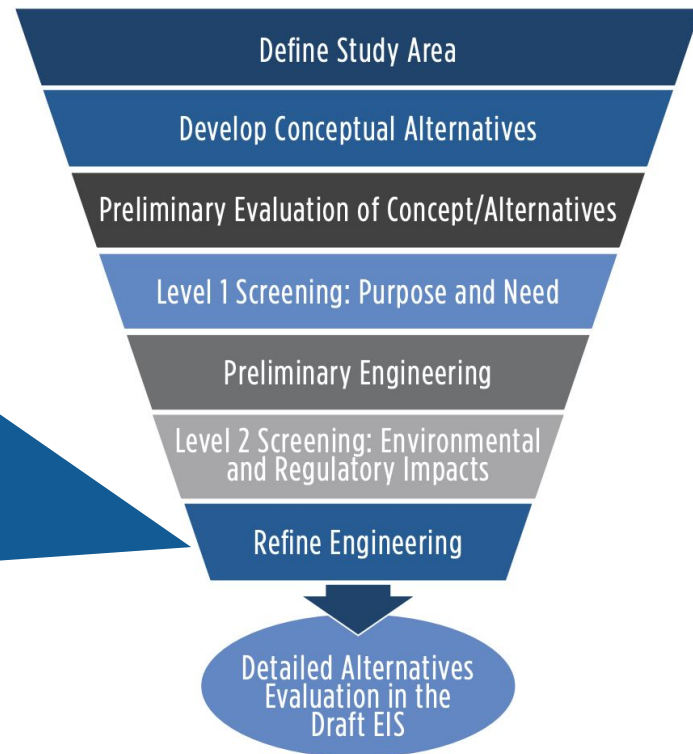 Define Study Area
Develop Conceptual Alternatives
Preliminary Evaluation of Concept/Alternatives
Level 1 Screening: Purpose and Need
Preliminary Engineering
Level 2 Screening: Environmental
and Regulatory Impacts
Refine Engineering
Detailed Alternatives
Evaluation in the
Draft EIS